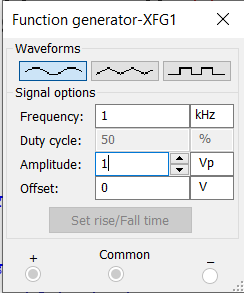 Function generator-XFG1
Waveforms
Signal options
Frequency: 1 kHz
Duty cycle: 50 %
Amplitude: 1 Vp
Offset: 0 V
Set rise/Fall time
+ Common −